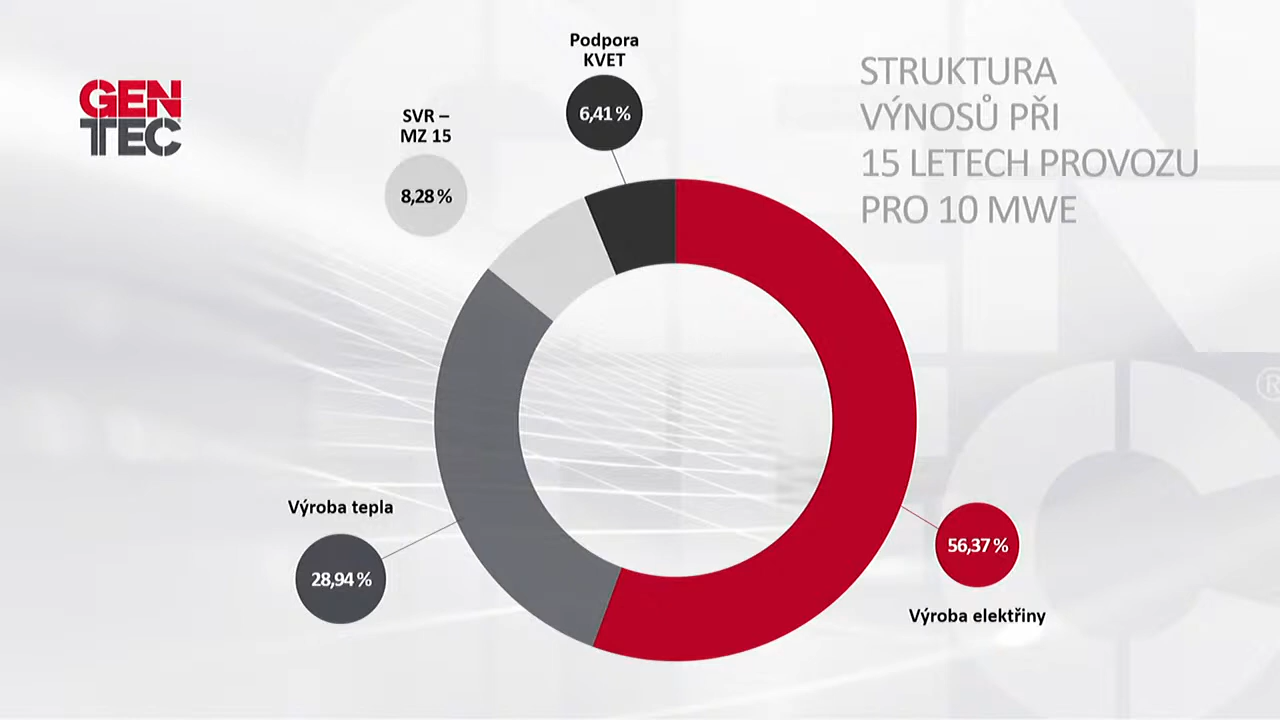 GEN
TEC
STRUKTURA
VÝNOSŮ PŘI
15 LETECH PROVOZU
PRO 10 MWE
Podpora
KVET
6,41 %
SVR –
MZ 15
8,28 %
Výroba tepla
28,94 %
56,37 %
Výroba elektřiny
®